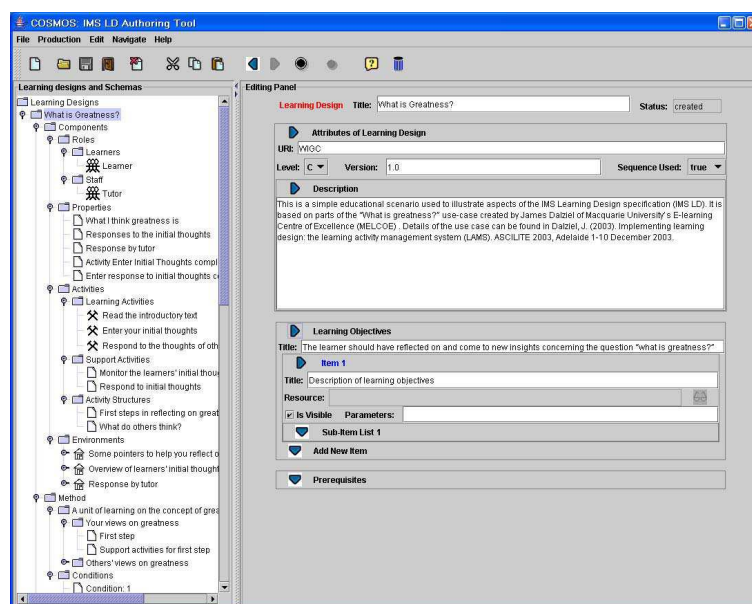 COSMOS: IMS LD Authoring Tool
File Production Edit Navigate Help
Learning designs and Schemas
Learning Designs
What is Greatness?
Components
Roles
Learners
Learner
Staff
Tutor
Properties
What I think greatness is
Responses to the initial thoughts
Response by tutor
Activity Enter Initial Thoughts compl
Enter response to initial thoughts c
Activities
Learning Activities
Read the introductory text
Enter your initial thoughts
Respond to the thoughts of oth
Support Activities
Monitor the learners' initial thou
Respond to initial thoughts
Activity Structures
First steps in reflecting on great
What do others think?
Environments
Some pointers to help you reflect o
Overview of learners' initial thought
Response by tutor
Method
A unit of learning on the concept of grea
Your views on greatness
First step
Support activities for first step
Others' views on greatness
Conditions
Condition: 1
Editing Panel
Learning Design Title: What is Greatness? Status: created
Attributes of Learning Design
URI: WIGC
Level: C Version: 1.0 Sequence Used: true
Description
This is a simple educational scenario used to illustrate aspects of the IMS Learning Design specification (IMS LD). It is
based on parts of the "What is greatness?" use-case created by James Dalziel of Macquarie University's E-learning
Centre of Excellence (MELCOE) . Details of the use case can be found in Dalziel, J. (2003). Implementing learning
design: the learning activity management system (LAMS). ASCILITE 2003, Adelaide 1-10 December 2003.
Learning Objectives
Title: The learner should have reflected on and come to new insights concerning the question "what is greatness?"
Item 1
Title: Description of learning objectives
Resource:
Is Visible Parameters:
Sub-Item List 1
Add New Item
Prerequisites